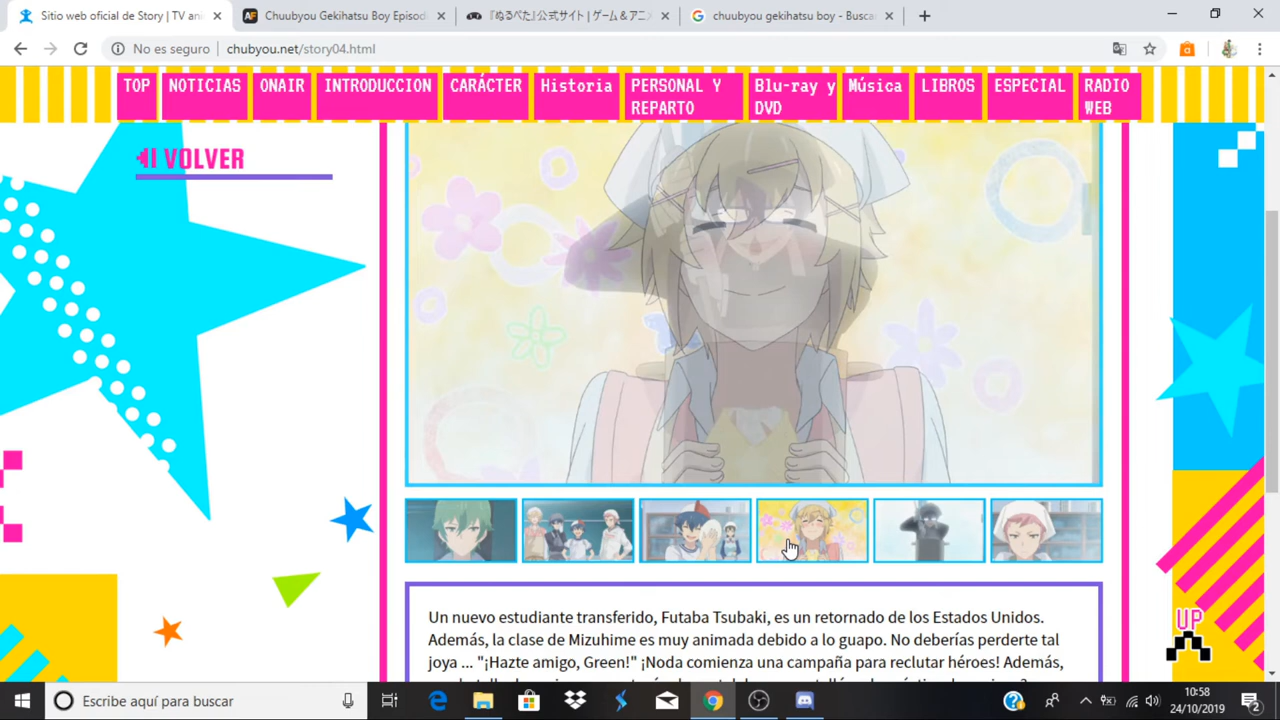 Sitio web oficial de Story | TV an
Chuubyou Gekihatsu Boy Episod
『ぬるぺた』公式サイト | ゲーム & アニメ
chuubyou gekihatsu boy - Busca
No es seguro
chubyou.net/story04.html
TOP
NOTICIAS
ONAIR
INTRODUCCION
CARÁCTER
Historia
PERSONAL Y
REPARTO
Blu-ray y
DVD
Música
LIBROS
ESPECIAL
RADIO
WEB
VOLVER
Un nuevo estudiante transferido, Futaba Tsubaki, es un retornado de los Estados Unidos.
Además, la clase de Mizuhime es muy animada debido a lo guapo. No deberías perderte tal
joya ... "¡Hazte amigo, Green!" ¡Noda comienza una campaña para reclutar héroes! Además,
UP
Escribe aquí para buscar
10:58
24/10/2019
2